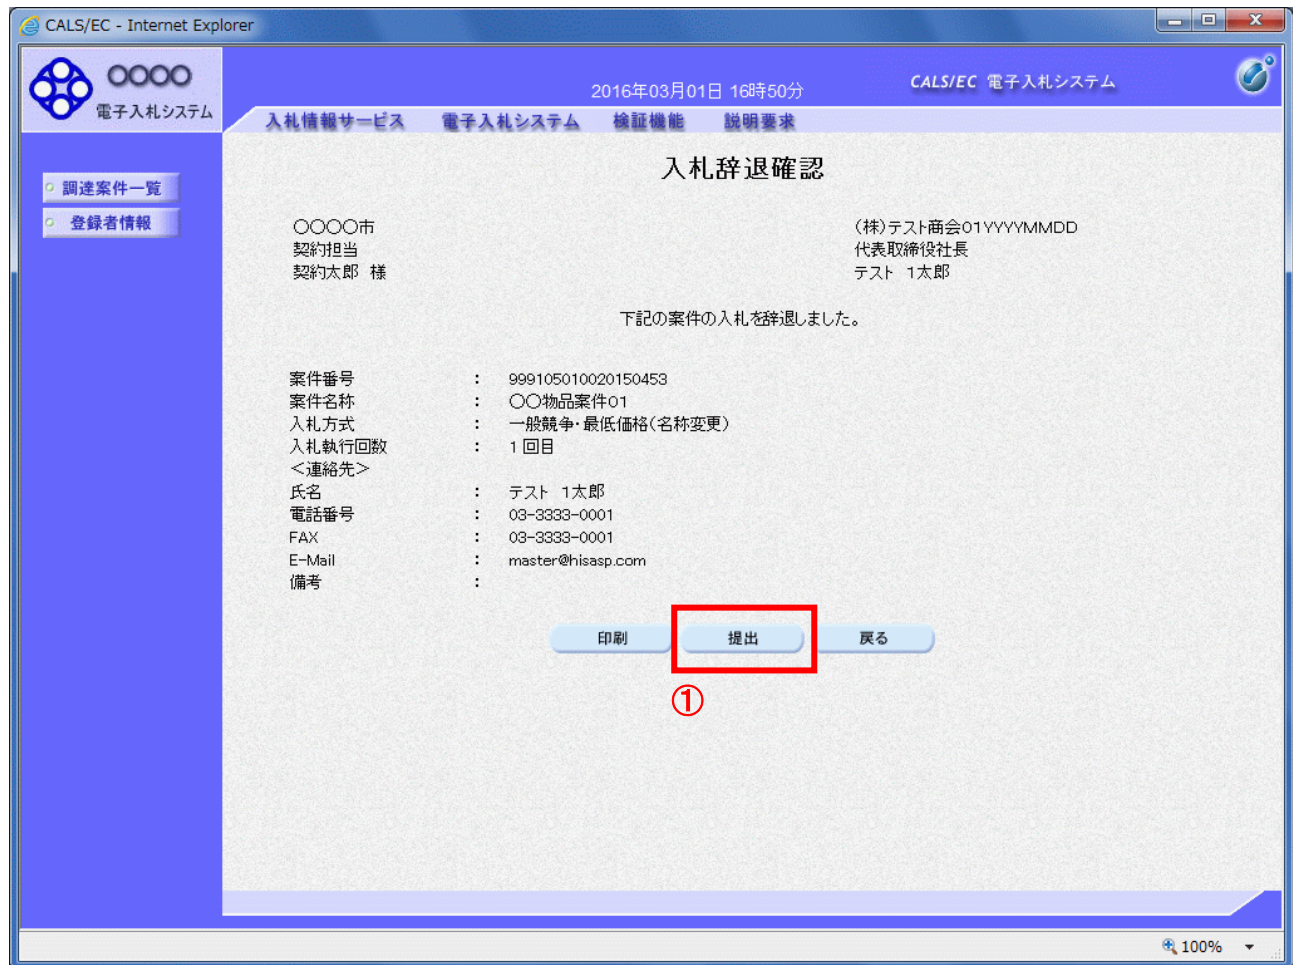 CALS/EC - Internet Explorer
〇〇〇〇
電子入札システム
2016年03月01日 16時50分
CALS/EC 電子入札システム
入札情報サービス 電子入札システム 検証機能 説明要求
調達案件一覧
登録者情報
入札辞退確認
〇〇〇〇市
契約担当
契約太郎 様
(株)テスト商会01YYYYMMDD
代表取締役社長
テスト 1太郎
下記の案件の入札を辞退しました。
案件番号 : 999105010020150453
案件名称 : 〇〇物品案件01
入札方式 : 一般競争・最低価格(名称変更)
入札執行回数 : 1回目
＜連絡先＞
氏名 : テスト 1太郎
電話番号 : 03-3333-0001
FAX : 03-3333-0001
E-Mail : master@hisasp.com
備考 :
印刷 提出 戻る
①
100%